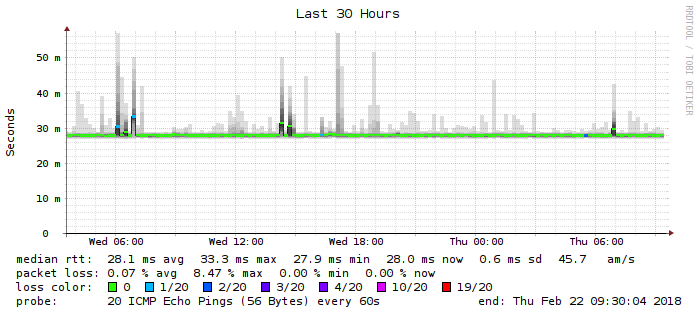 Last 30 Hours
RRDTOOL / TOBI OETIKER
Seconds
50 m
40 m
30 m
20 m
10 m
0
Wed 06:00 Wed 12:00 Wed 18:00 Thu 00:00 Thu 06:00
median rtt: 28.1 ms avg 33.3 ms max 27.9 ms min 28.0 ms now 0.6 ms sd 45.7 am/s
packet loss: 0.07 % avg 8.47 % max 0.00 % min 0.00 % now
loss color: 0 1/20 2/20 3/20 4/20 10/20 19/20
probe: 20 ICMP Echo Pings (56 Bytes) every 60s end: Thu Feb 22 09:30:04 2018